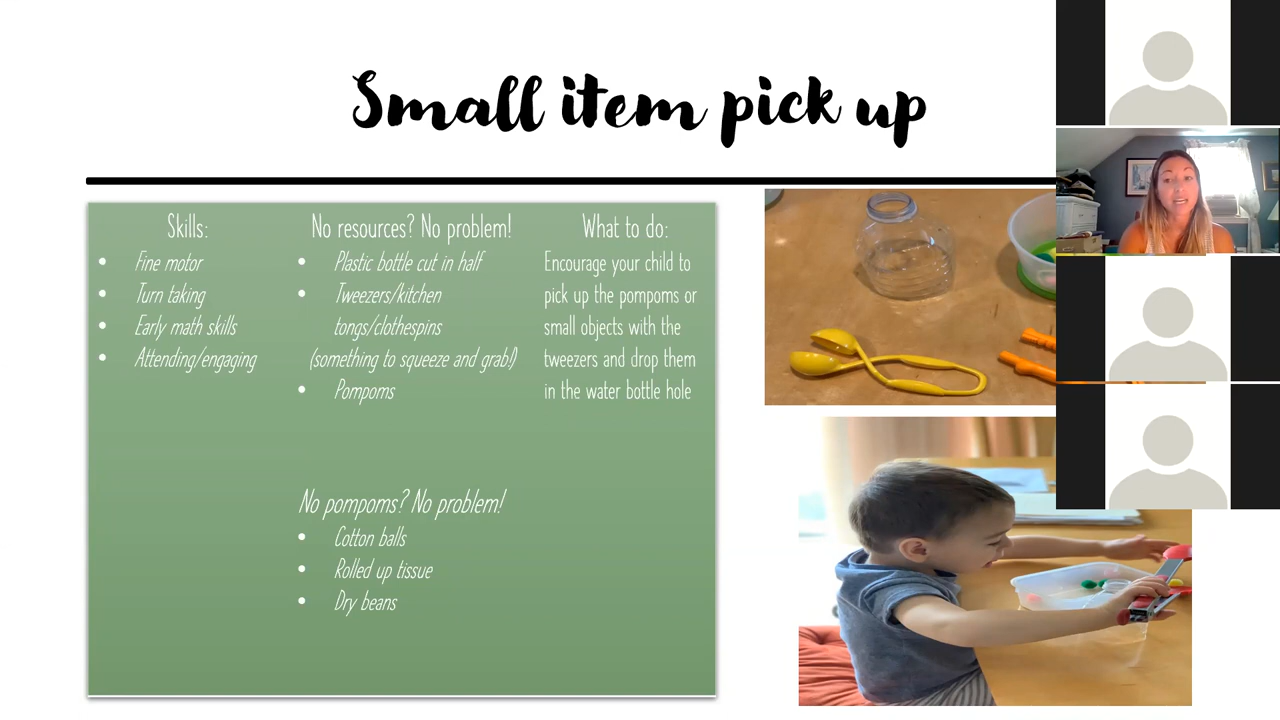 Small item pick up
Skills:
• Fine motor
• Turn taking
• Early math skills
• Attending/engaging
No resources? No problem!
• Plastic bottle cut in half
• Tweezers/kitchen
tongs/clothespins
(something to squeeze and grab!)
• Pompoms
No pompoms? No problem!
• Cotton balls
• Rolled up tissue
• Dry beans
What to do:
Encourage your child to
pick up the pompoms or
small objects with the
tweezers and drop them
in the water bottle hole